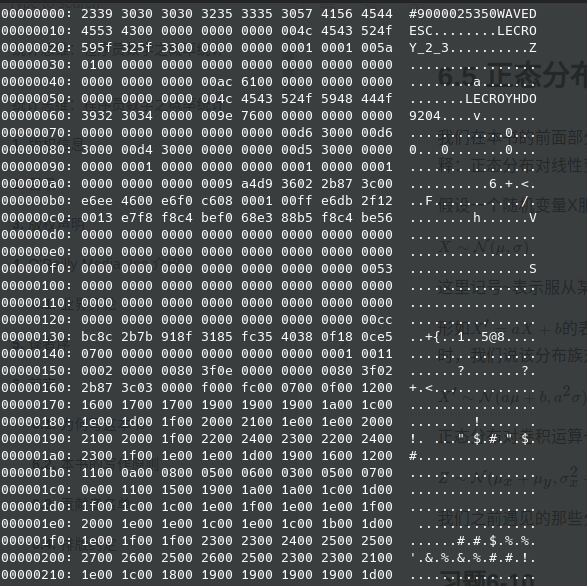 00000000: 2339 3030 3030 3235 3335 3057 4156 4544 #9000025350WAVED
00000010: 4553 4300 0000 0000 0000 004c 4543 524f ESC........LECRO
00000020: 595f 325f 3300 0000 0000 0001 0001 005a Y_2_3..........Z
00000030: 0100 0000 0000 0000 0000 0000 0000 0000 ................
00000040: 0000 0000 0000 00ac 6100 0000 0000 0000 ........a.......
00000050: 0000 0000 0000 004c 4543 524f 5948 444f .......LECROYHDO
00000060: 3932 3034 0000 009e 7600 0000 0000 0000 9204....v.......
00000070: 0000 0000 0000 0000 0000 00d6 3000 00d6 ............0...
00000080: 3000 00d4 3000 0000 0000 00d5 3000 0000 0...0.......0...
00000090: 0000 0001 0000 0000 0000 0001 0000 0001 ................
000000a0: 0000 0000 0000 0009 a4d9 3602 2b87 3c00 ..........6.+.<.
000000b0: e6ee 4600 e6f0 c608 0001 00ff e6db 2f12 ..F.........../.
000000c0: 0013 e7f8 f8c4 bef0 68e3 88b5 f8c4 be56 ........h......V
000000d0: 0000 0000 0000 0000 0000 0000 0000 0000 ................
000000e0: 0000 0000 0000 0000 0000 0000 0000 0000 ................
000000f0: 0000 0000 0000 0000 0000 0000 0000 0053 ...............S
00000100: 0000 0000 0000 0000 0000 0000 0000 0000 ................
00000110: 0000 0000 0000 0000 0000 0000 0000 0000 ................
00000120: 0000 0000 0000 0000 0000 0000 0000 00cc ................
00000130: bc8c 2b7b 918f 3185 fc35 4038 0f18 0ce5 ..+{..1..5@8....
00000140: 0700 0000 0000 0000 0000 0000 0001 0011 ................
00000150: 0002 0000 0080 3f0e 0000 0000 0080 3f02 ......?.......?.
00000160: 2b87 3c03 0000 f000 fc00 0700 0f00 1200 +.<.............
00000170: 1600 1700 1700 1900 1900 1900 1a00 1c00 ................
00000180: 1e00 1d00 1f00 2000 2100 1e00 1e00 2000 ...... .!..... .
00000190: 2100 2000 1f00 2200 2400 2300 2200 2400 !. ...".$.#.".$.
000001a0: 2300 1f00 1e00 1e00 1d00 1900 1600 1200 #...............
000001b0: 1100 0a00 0800 0500 0600 0300 0500 0700 ................
000001c0: 0e00 1100 1500 1900 1a00 1a00 1c00 1d00 ................
000001d0: 1f00 1c00 1c00 1e00 1f00 1e00 1e00 1f00 ................
000001e0: 2000 1e00 1e00 1c00 1e00 1c00 1b00 1d00  ...............
000001f0: 1e00 1f00 1f00 2300 2300 2400 2500 2500 ......#.#.$.%.%.
00000200: 2700 2600 2500 2600 2500 2300 2300 2100 '.&.%.&.%.#.#.!.
00000210: 1e00 1c00 1800 1900 1900 1900 1900 1d00 ................